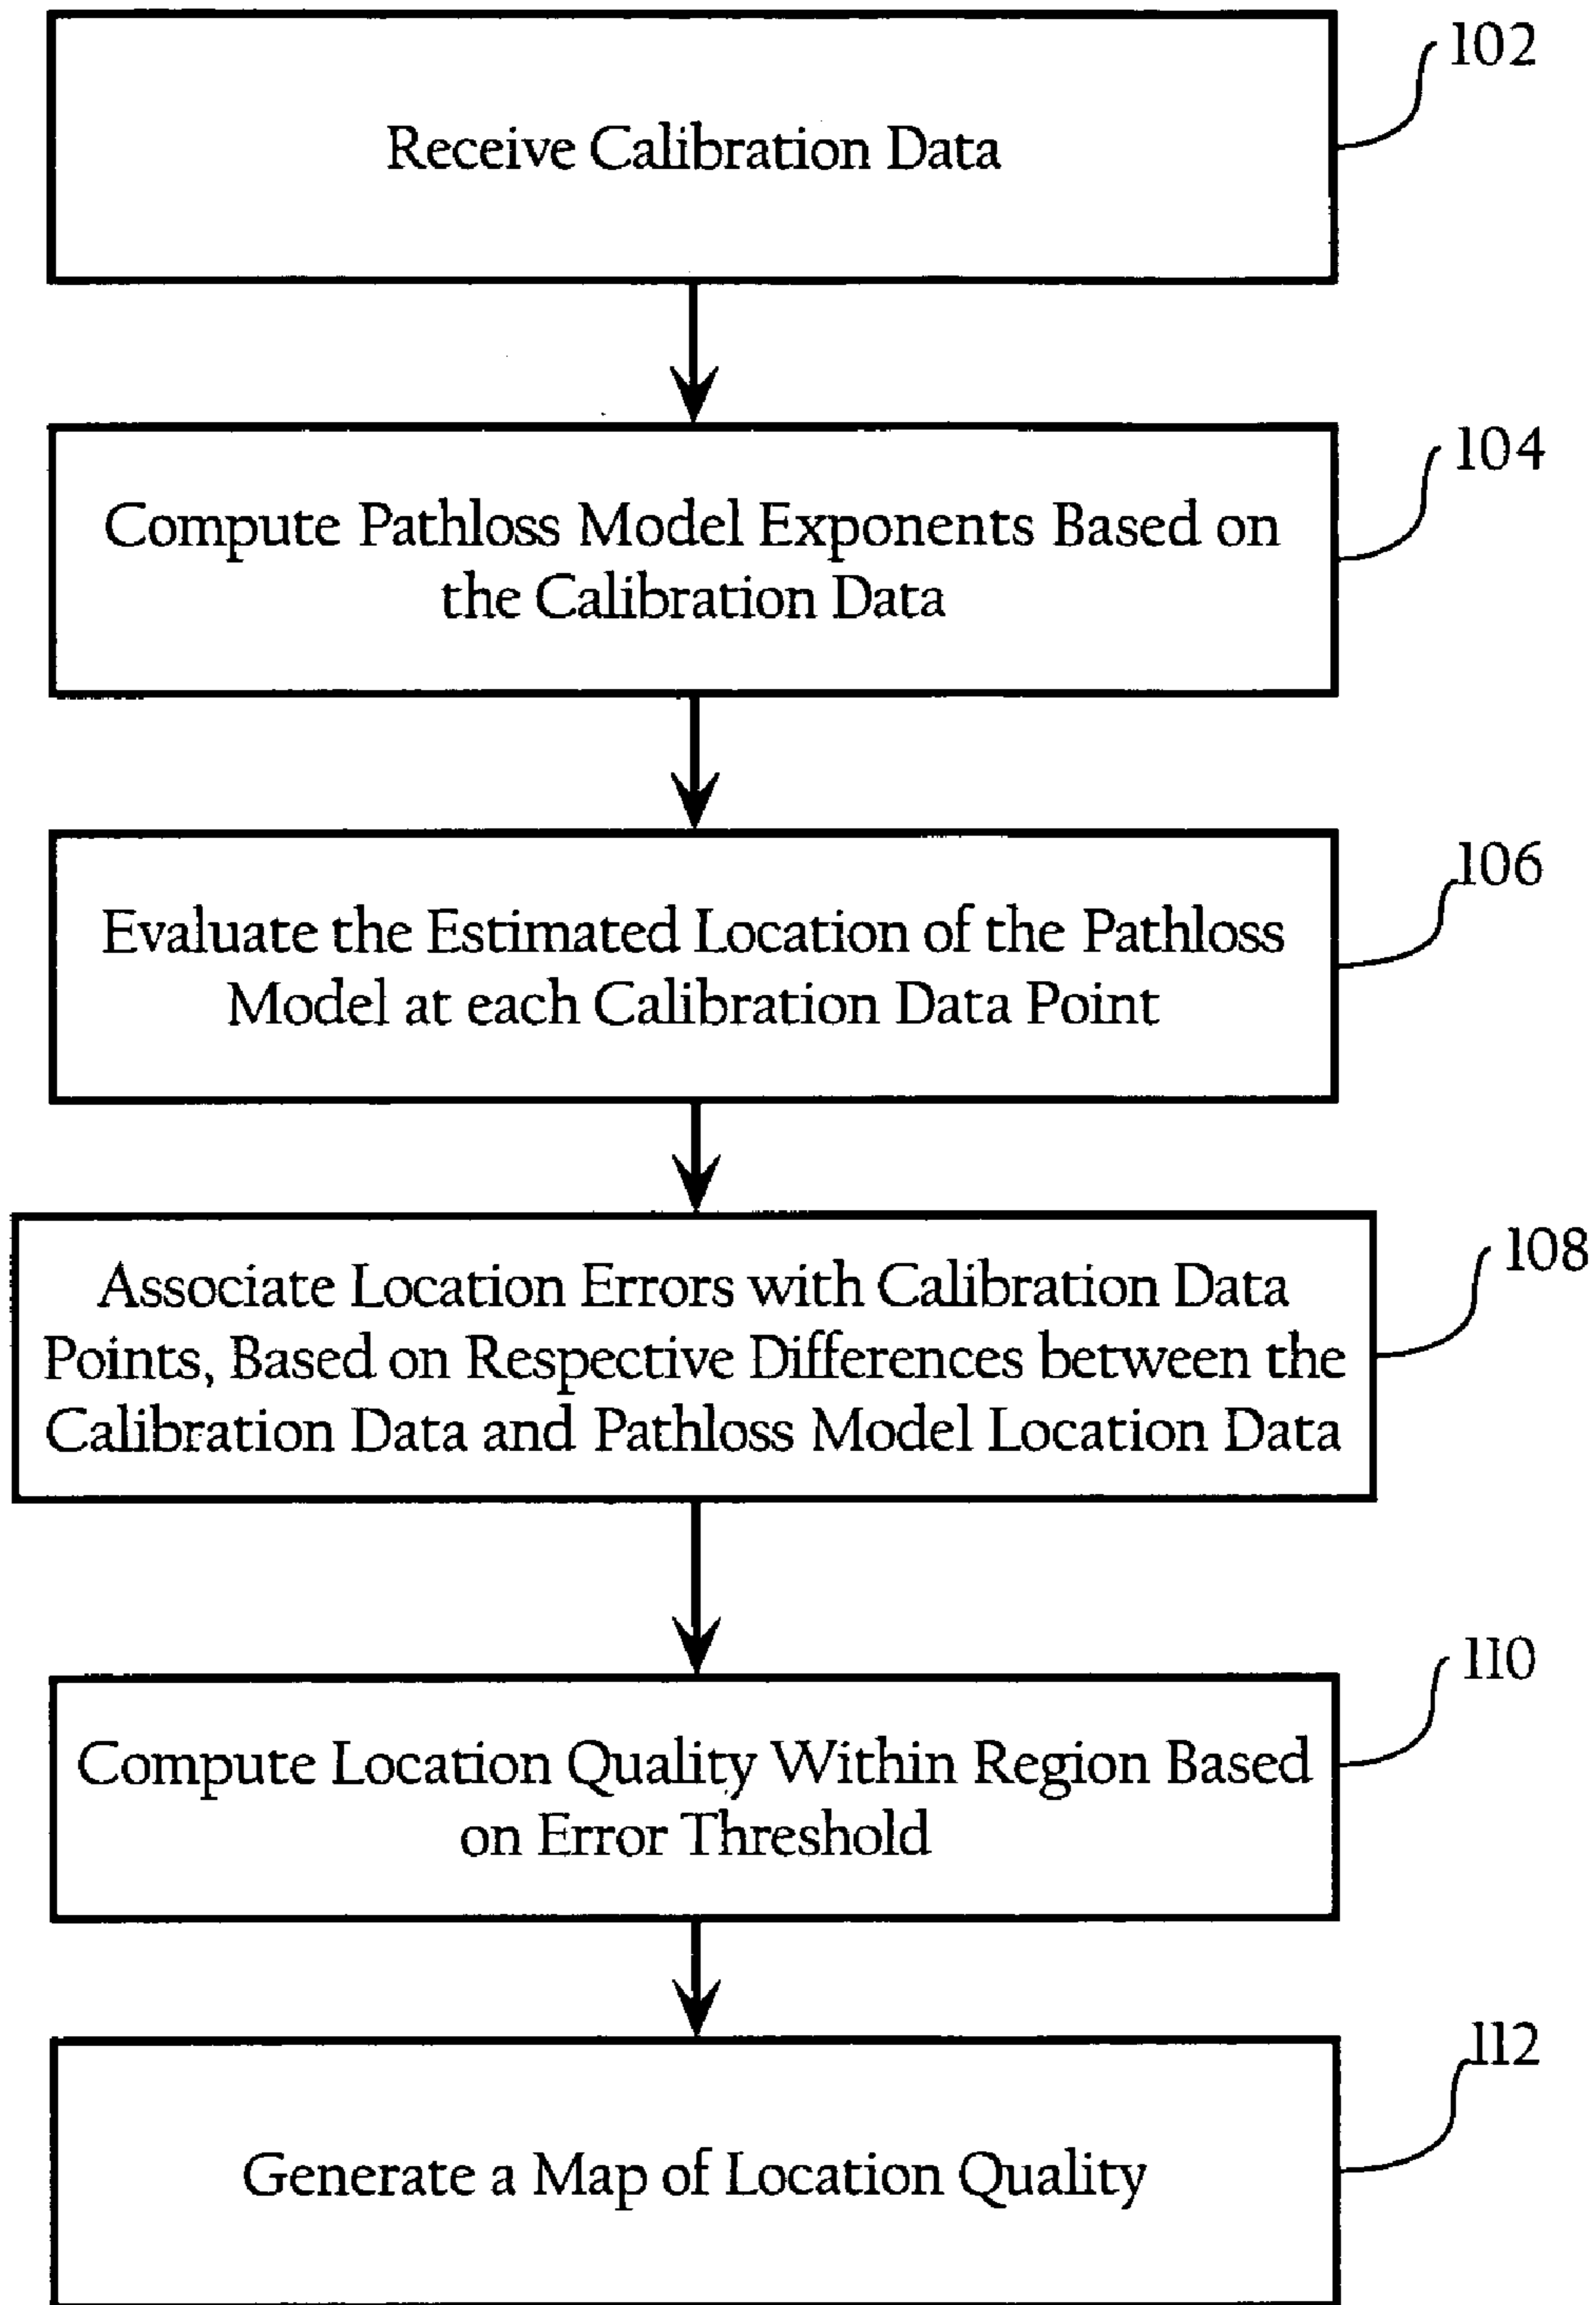 102
Receive Calibration Data
104
Compute Pathloss Model Exponents Based on
the Calibration Data
106
Evaluate the Estimated Location of the Pathloss
Model at each Calibration Data Point
108
Associate Location Errors with Calibration Data
Points, Based on Respective Differences between the
Calibration Data and Pathloss Model Location Data
110
Compute Location Quality Within Region Based
on Error Threshold
112
Generate a Map of Location Quality